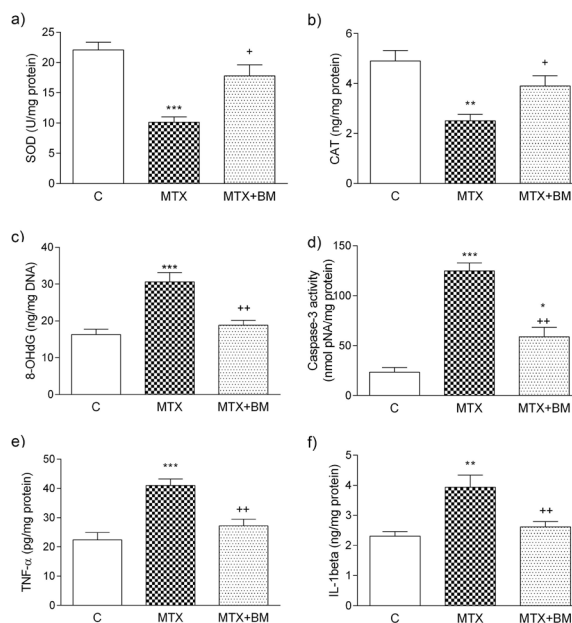 a)
SOD (U/mg protein)
25
20
15
10
5
0
***
+
C MTX MTX+BM
b)
CAT (ng/mg protein)
6
4
2
0
**
+
C MTX MTX+BM
c)
8-OHdG (ng/mg DNA)
40
30
20
10
0
***
++
C MTX MTX+BM
d)
Caspase-3 activity
(nmol pNA/mg protein)
150
100
50
0
***
*
++
C MTX MTX+BM
e)
TNF-α (pg/mg protein)
50
40
30
20
10
0
***
++
C MTX MTX+BM
f)
IL-1beta (ng/mg protein)
5
4
3
2
1
0
**
++
C MTX MTX+BM